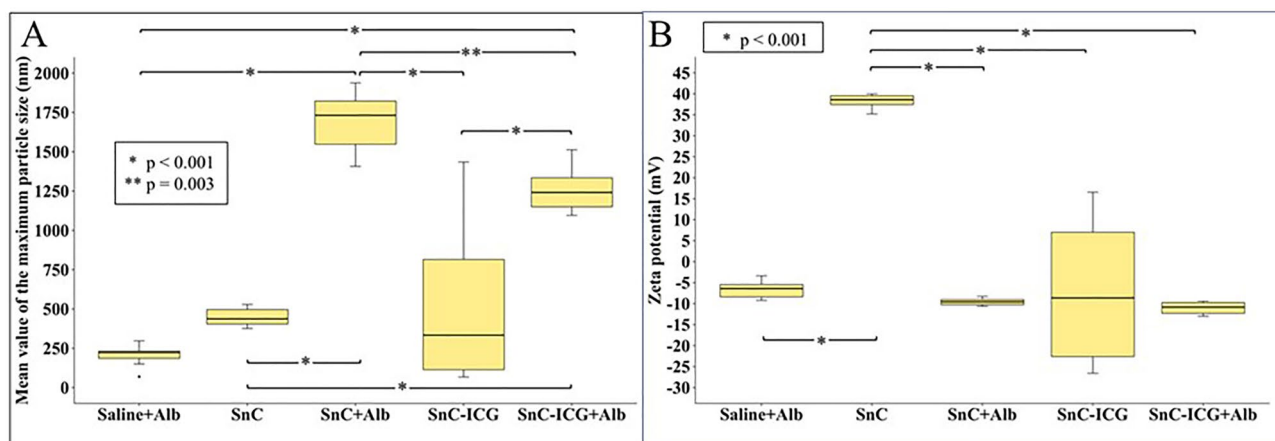 A
*
**
*
*
*
* p < 0.001
** p = 0.003
*
*
Mean value of the maximum particle size (nm)
2000
1750
1500
1250
1000
750
500
250
0
Saline+Alb
SnC
SnC+Alb
SnC-ICG
SnC-ICG+Alb
B
* p < 0.001
*
*
*
*
Zeta potential (mV)
45
40
35
30
25
20
15
10
5
0
-5
-10
-15
-20
-25
-30
Saline+Alb
SnC
SnC+Alb
SnC-ICG
SnC-ICG+Alb